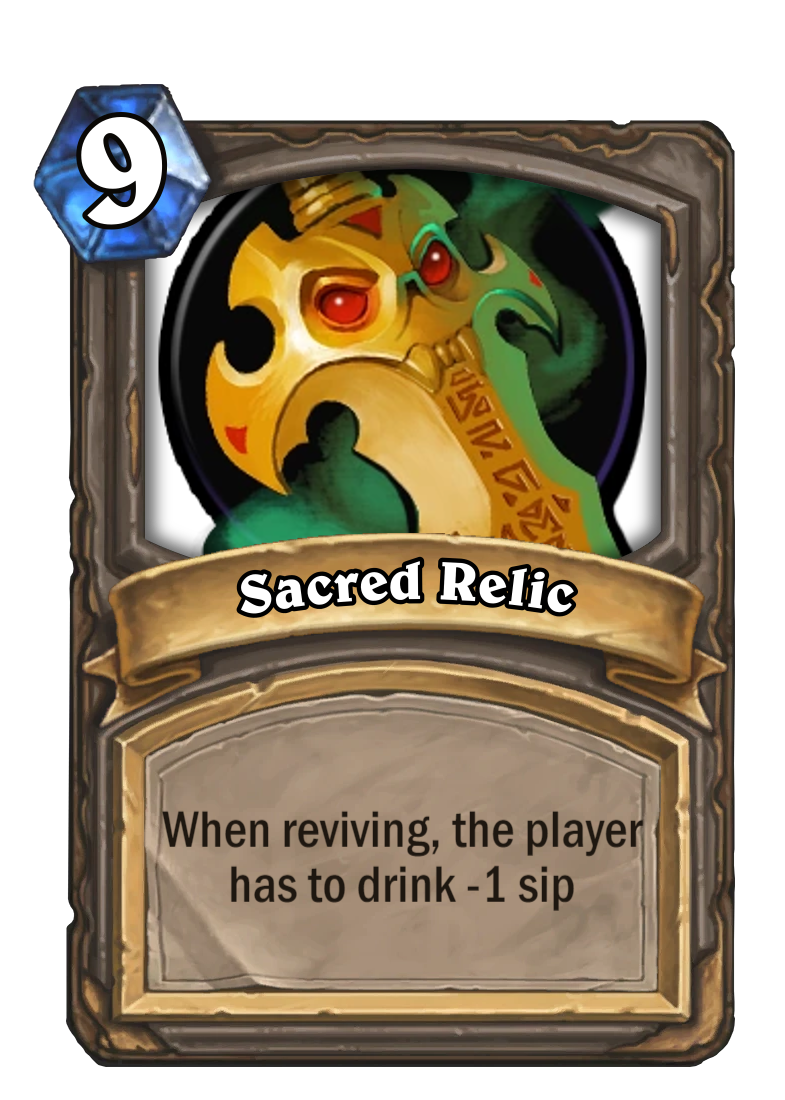 9
Sacred Relic
When reviving, the player
has to drink -1 sip